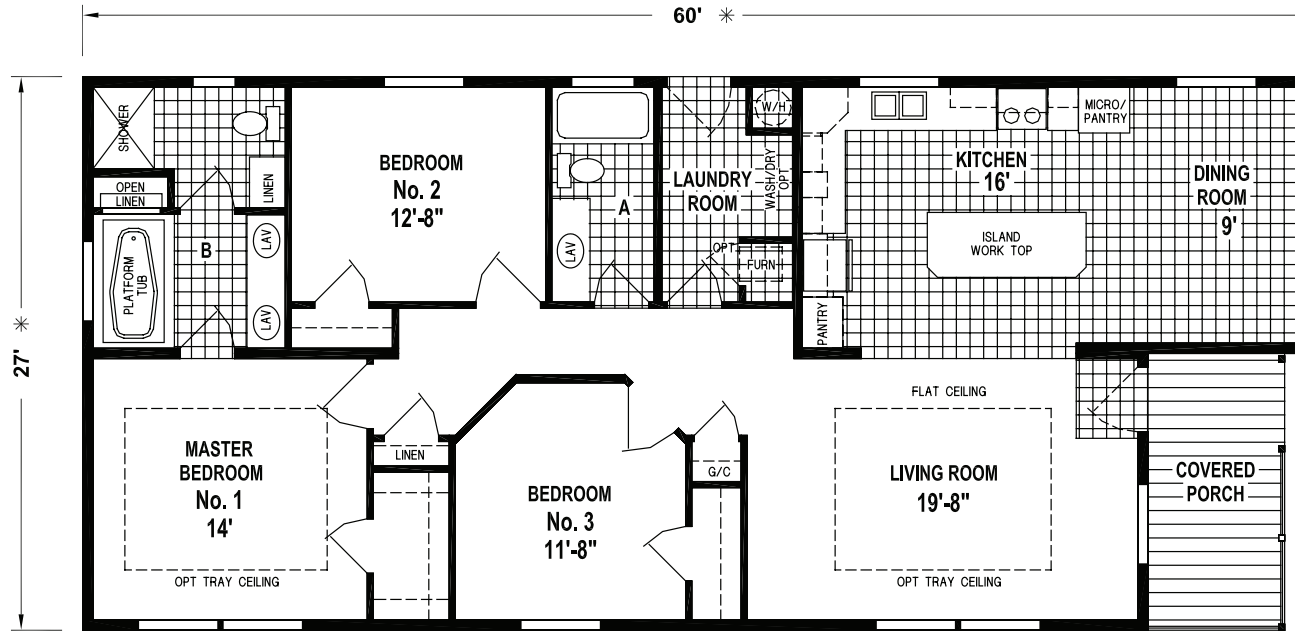 60' ✳
27' ✳
SHOWER
OPEN
LINEN
LINEN
B
PLATFORM
TUB
LAV
LAV
BEDROOM
No. 2
12'-8"
A
LAV
LAUNDRY
ROOM
W/H
WASH/DRY
OPT
OPT
FURN
KITCHEN
16'
MICRO/
PANTRY
ISLAND
WORK TOP
PANTRY
DINING
ROOM
9'
MASTER
BEDROOM
No. 1
14'
OPT TRAY CEILING
LINEN
BEDROOM
No. 3
11'-8"
G/C
FLAT CEILING
LIVING ROOM
19'-8"
OPT TRAY CEILING
COVERED
PORCH